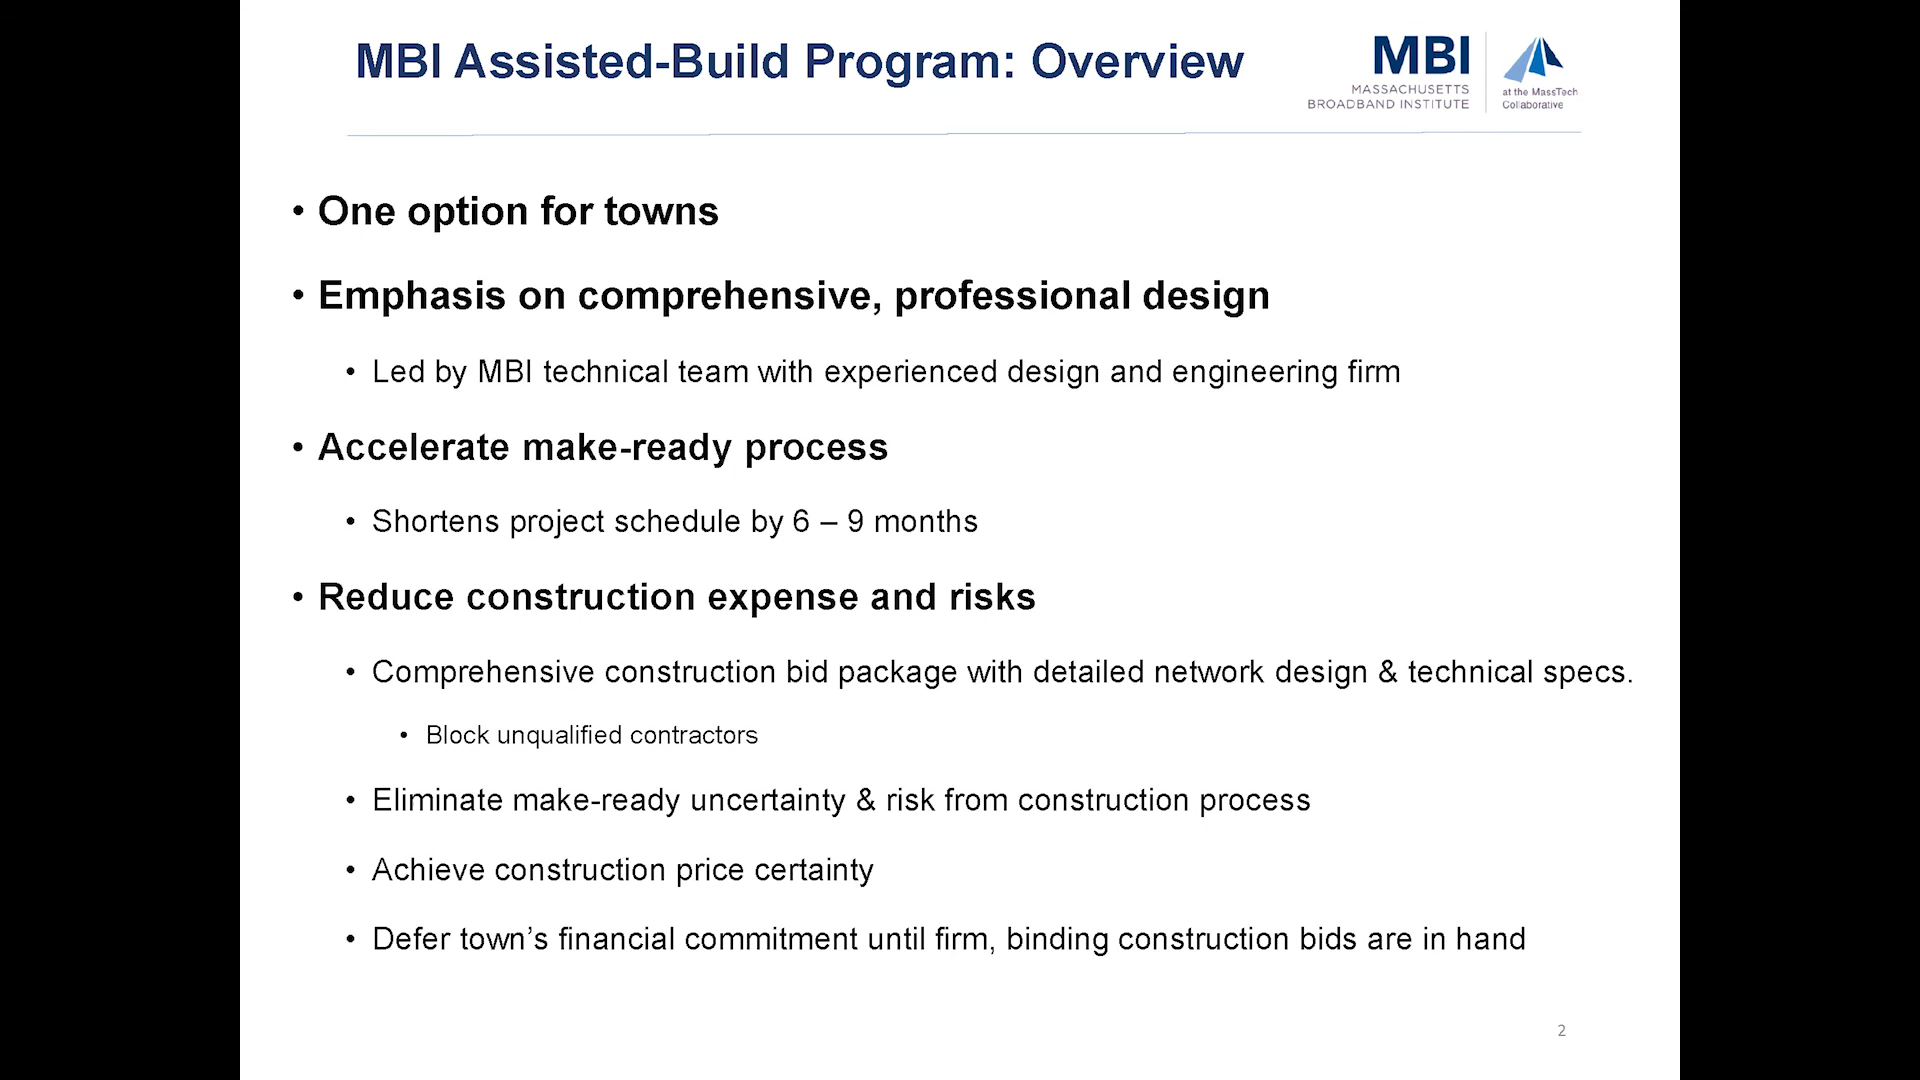 MBI Assisted-Build Program: Overview
MBI
MASSACHUSETTS
BROADBAND INSTITUTE
at the MassTech
Collaborative
• One option for towns
• Emphasis on comprehensive, professional design
• Led by MBI technical team with experienced design and engineering firm
• Accelerate make-ready process
• Shortens project schedule by 6 – 9 months
• Reduce construction expense and risks
• Comprehensive construction bid package with detailed network design & technical specs.
• Block unqualified contractors
• Eliminate make-ready uncertainty & risk from construction process
• Achieve construction price certainty
• Defer town’s financial commitment until firm, binding construction bids are in hand
2